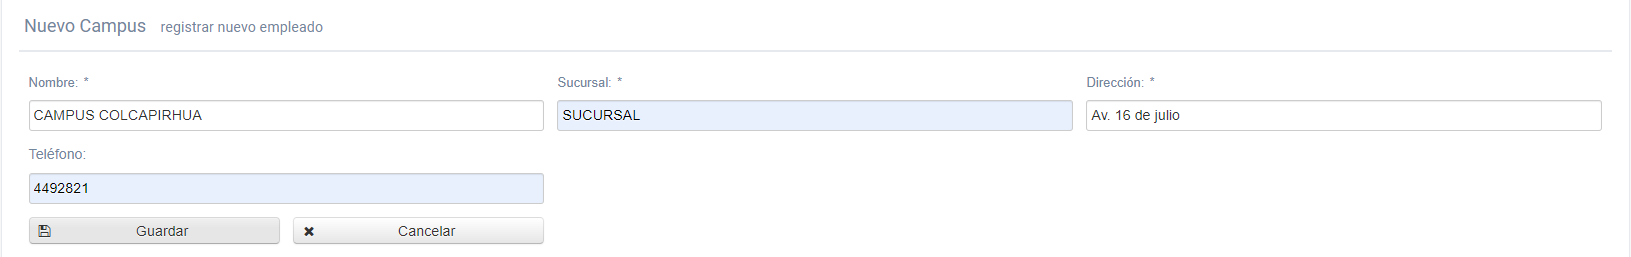 Nuevo Campus registrar nuevo empleado
Nombre: * Sucursal: * Dirección: *
CAMPUS COLCAPIRHUA SUCURSAL Av. 16 de julio
Teléfono:
4492821
Guardar Cancelar